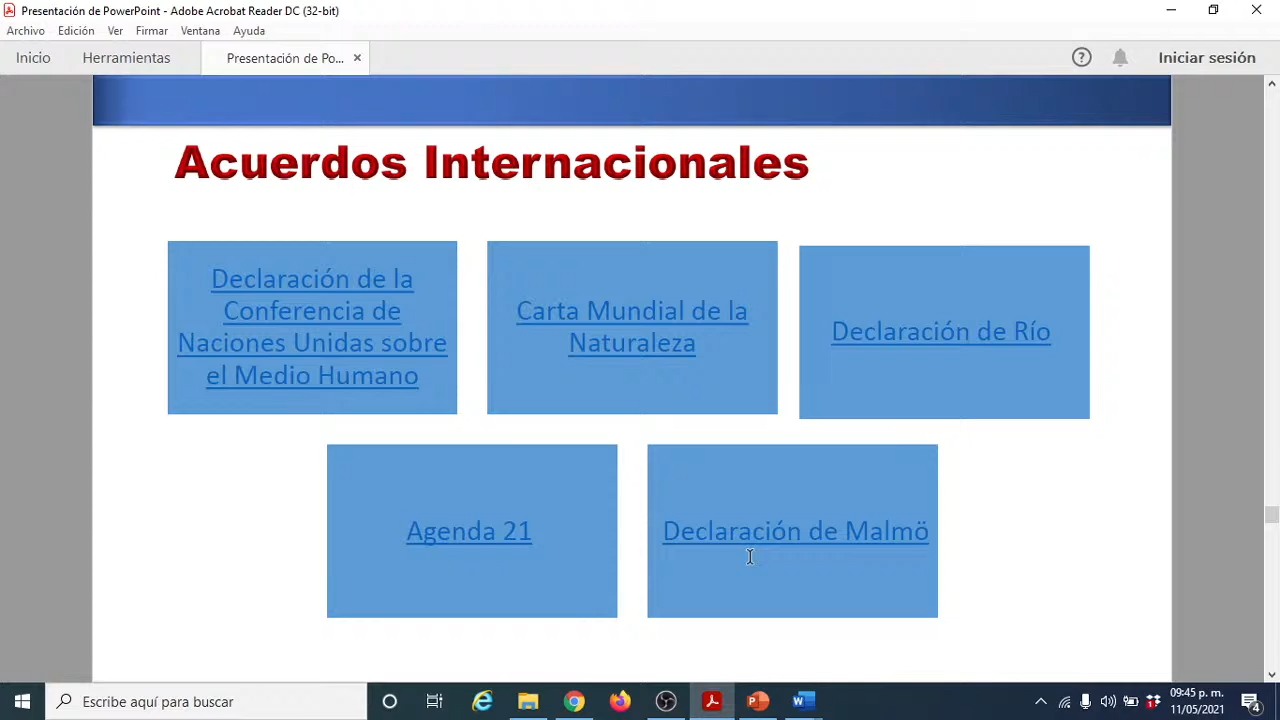 Presentación de PowerPoint - Adobe Acrobat Reader DC (32-bit)
Archivo Edición Ver Firmar Ventana Ayuda
Inicio Herramientas Presentación de Po... Iniciar sesión
Acuerdos Internacionales
Declaración de la
Conferencia de
Naciones Unidas sobre
el Medio Humano
Carta Mundial de la
Naturaleza
Declaración de Río
Agenda 21
Declaración de Malmö
Escribe aquí para buscar
09:45 p. m.
11/05/2021
4